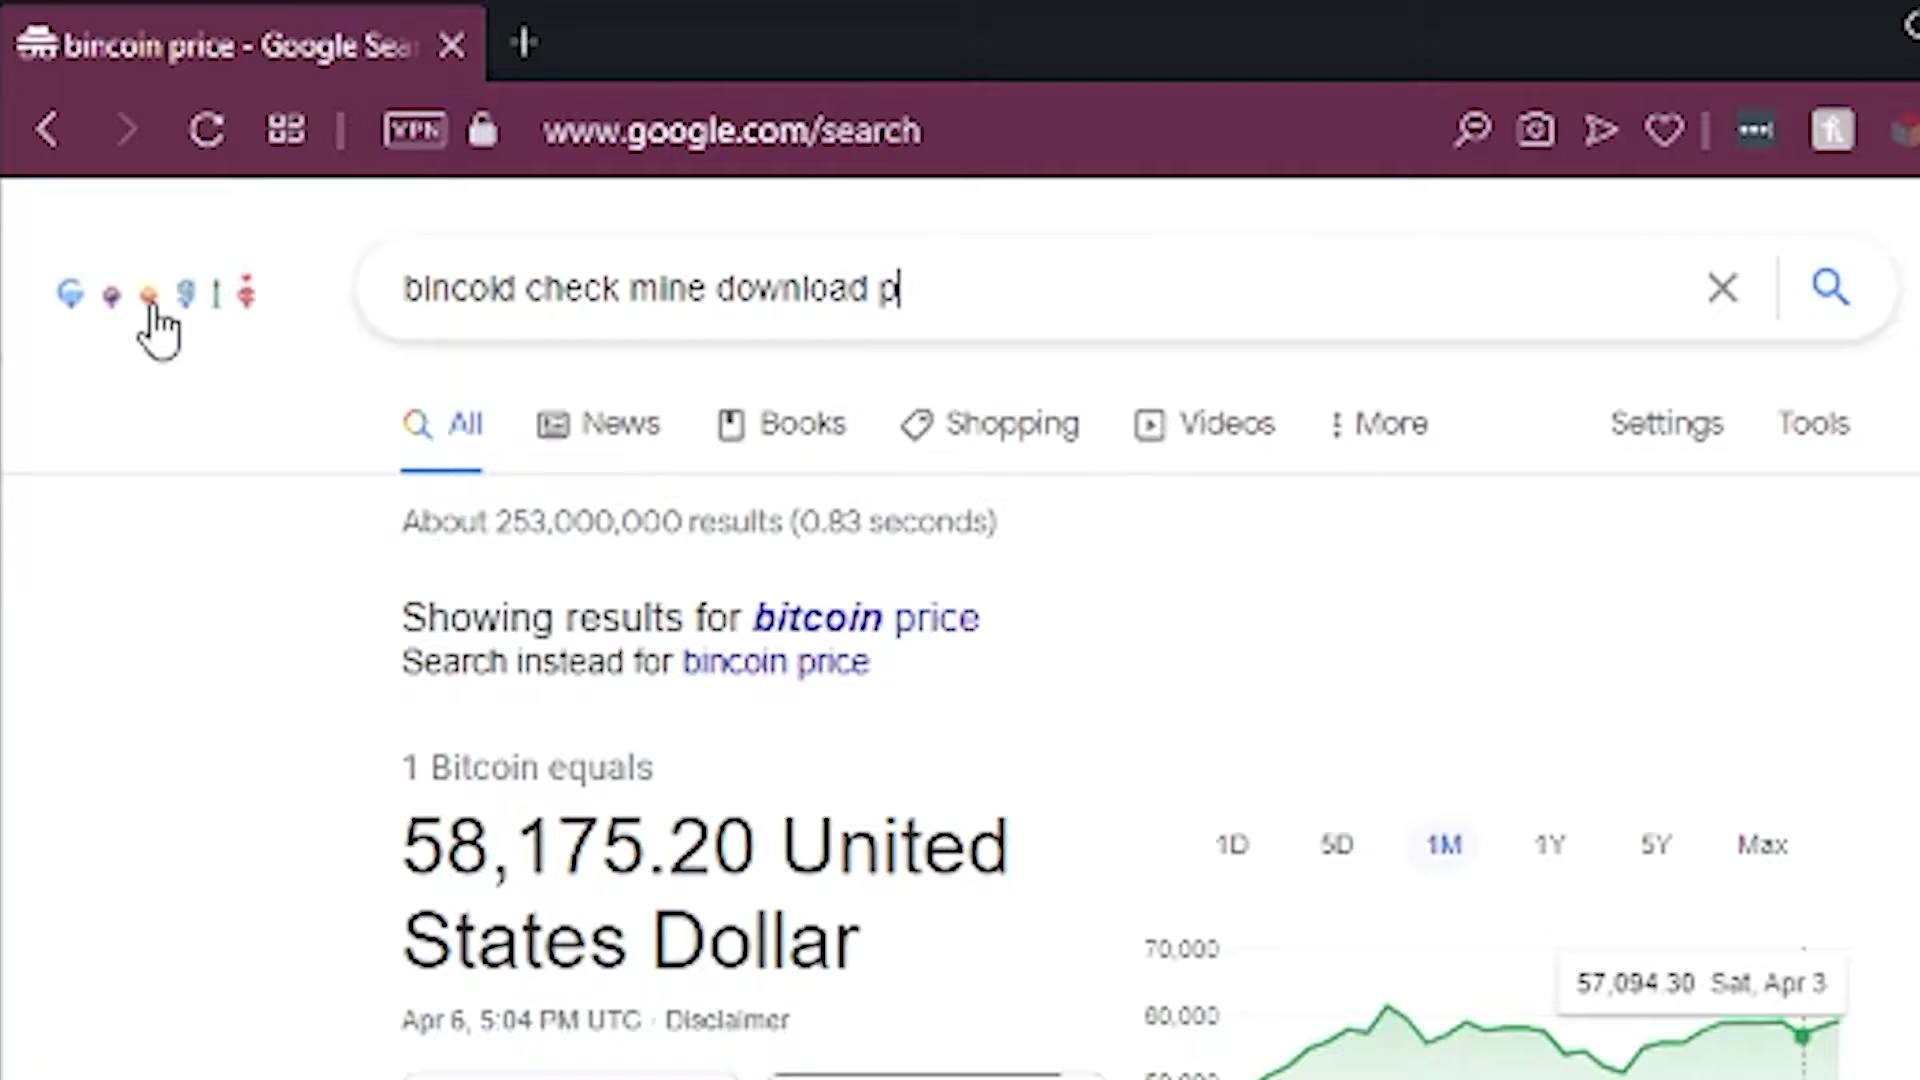 bincoin price - Google Sea
VPN
www.google.com/search
Google
bincold check mine download p
All
News
Books
Shopping
Videos
More
Settings
Tools
About 253,000,000 results (0.83 seconds)
Showing results for bitcoin price
Search instead for bincoin price
1 Bitcoin equals
58,175.20 United
States Dollar
Apr 6, 5:04 PM UTC · Disclaimer
1D
5D
1M
1Y
5Y
Max
70,000
57,094.30 Sat, Apr 3
60,000